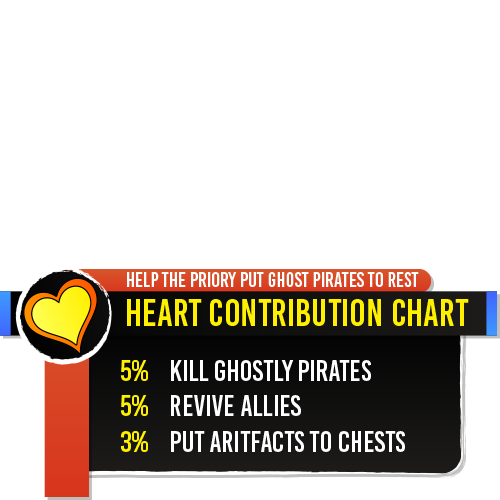 HELP THE PRIORY PUT GHOST PIRATES TO REST
HEART CONTRIBUTION CHART
5% KILL GHOSTLY PIRATES
5% REVIVE ALLIES
3% PUT ARITFACTS TO CHESTS